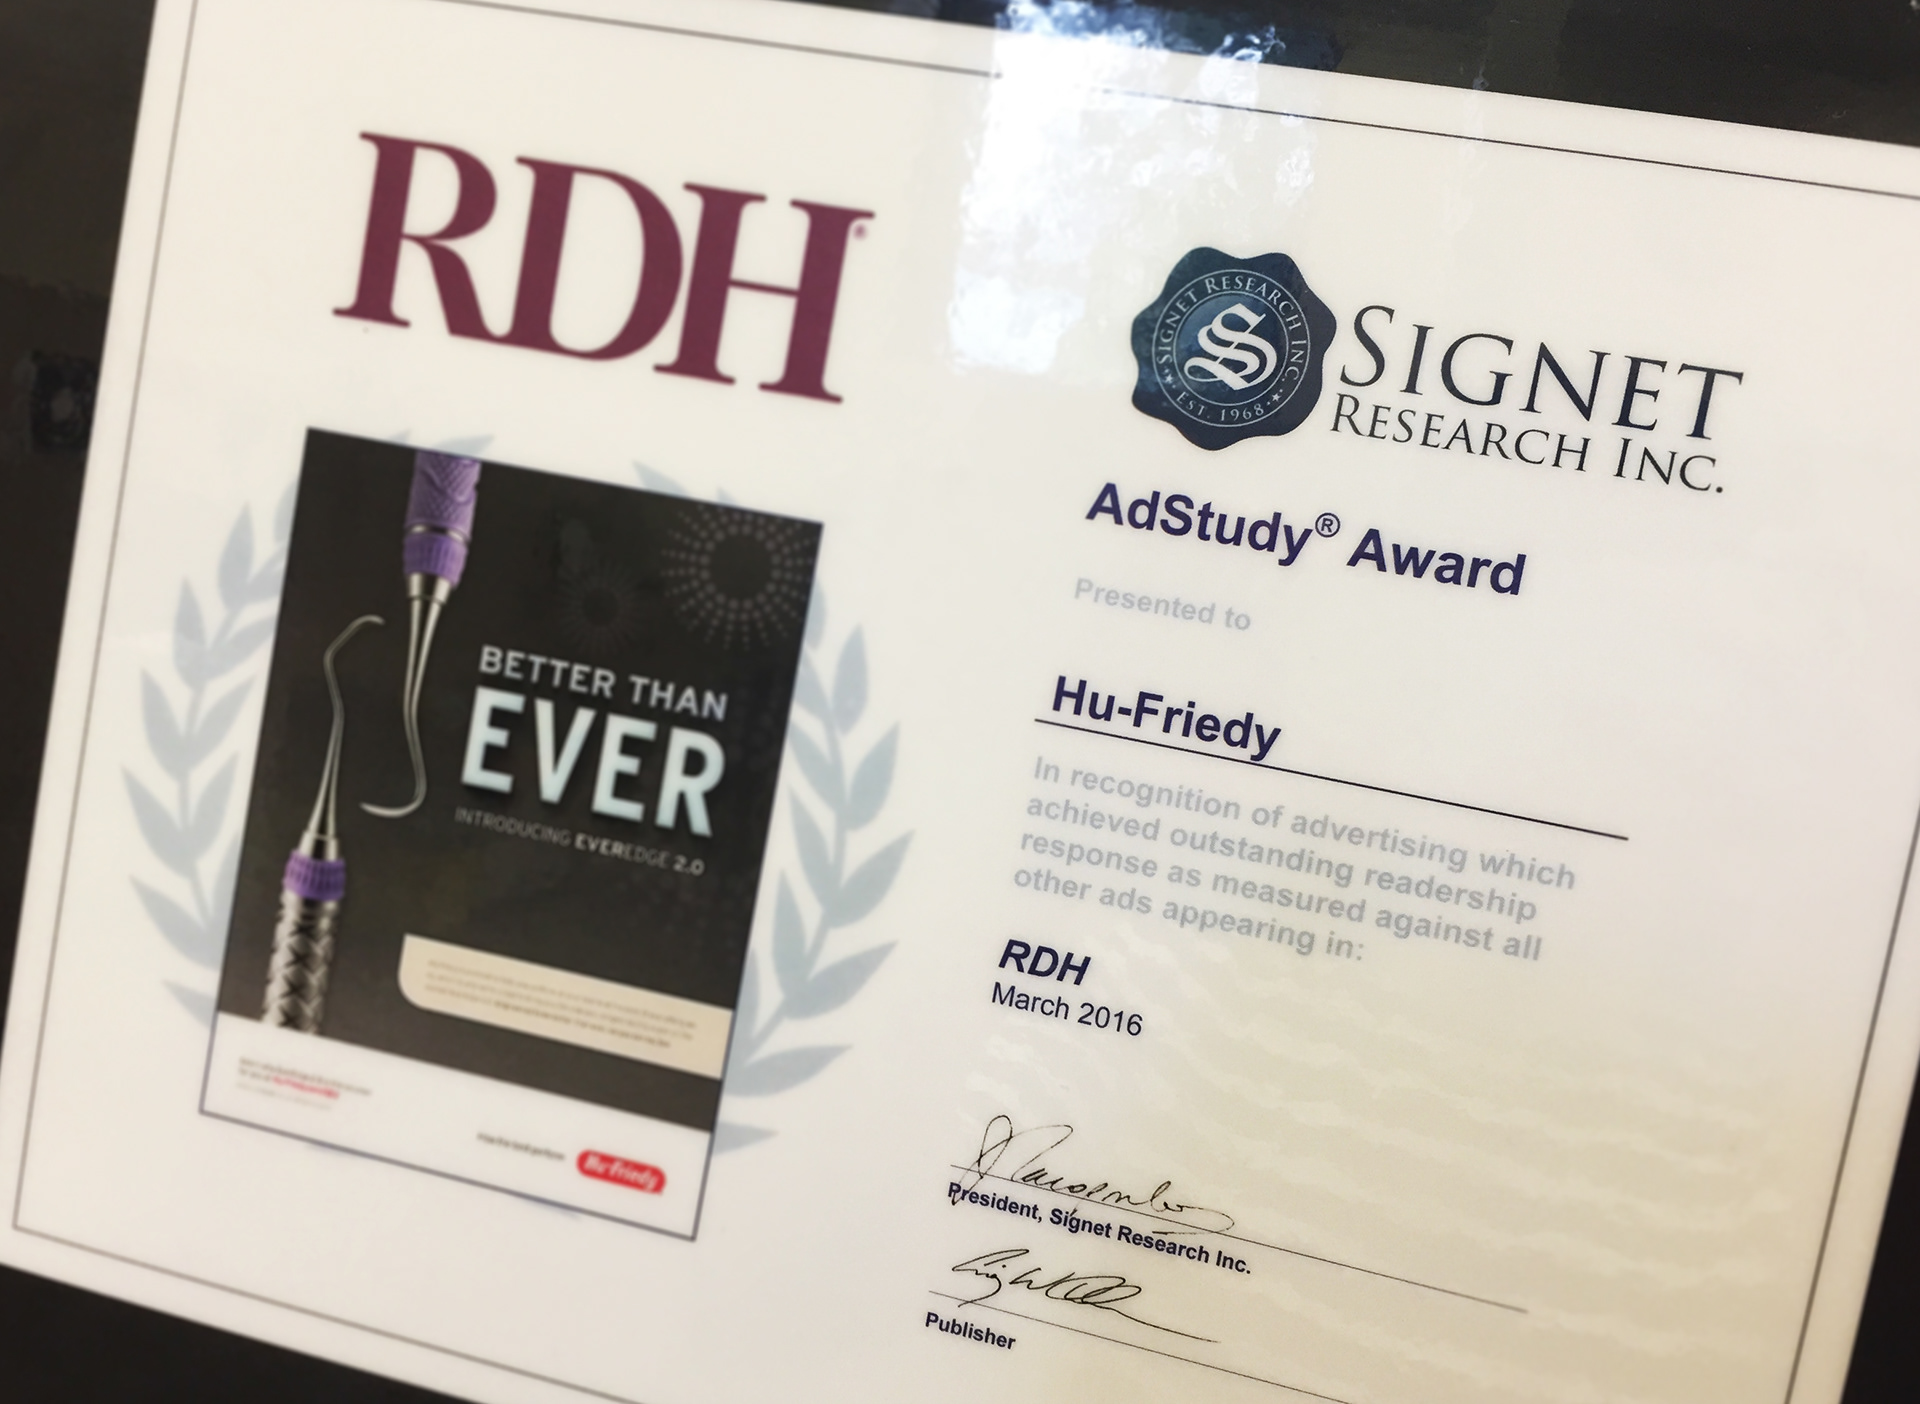 RDH®
BETTER THAN
EVER
INTRODUCING EVEREDGE 2.0
Hu-Friedy
SIGNET RESEARCH INC.
EST. 1968
S
SIGNET
RESEARCH INC.
AdStudy® Award
Presented to
Hu-Friedy
In recognition of advertising which
achieved outstanding readership
response as measured against all
other ads appearing in:
RDH
March 2016
President, Signet Research Inc.
Publisher